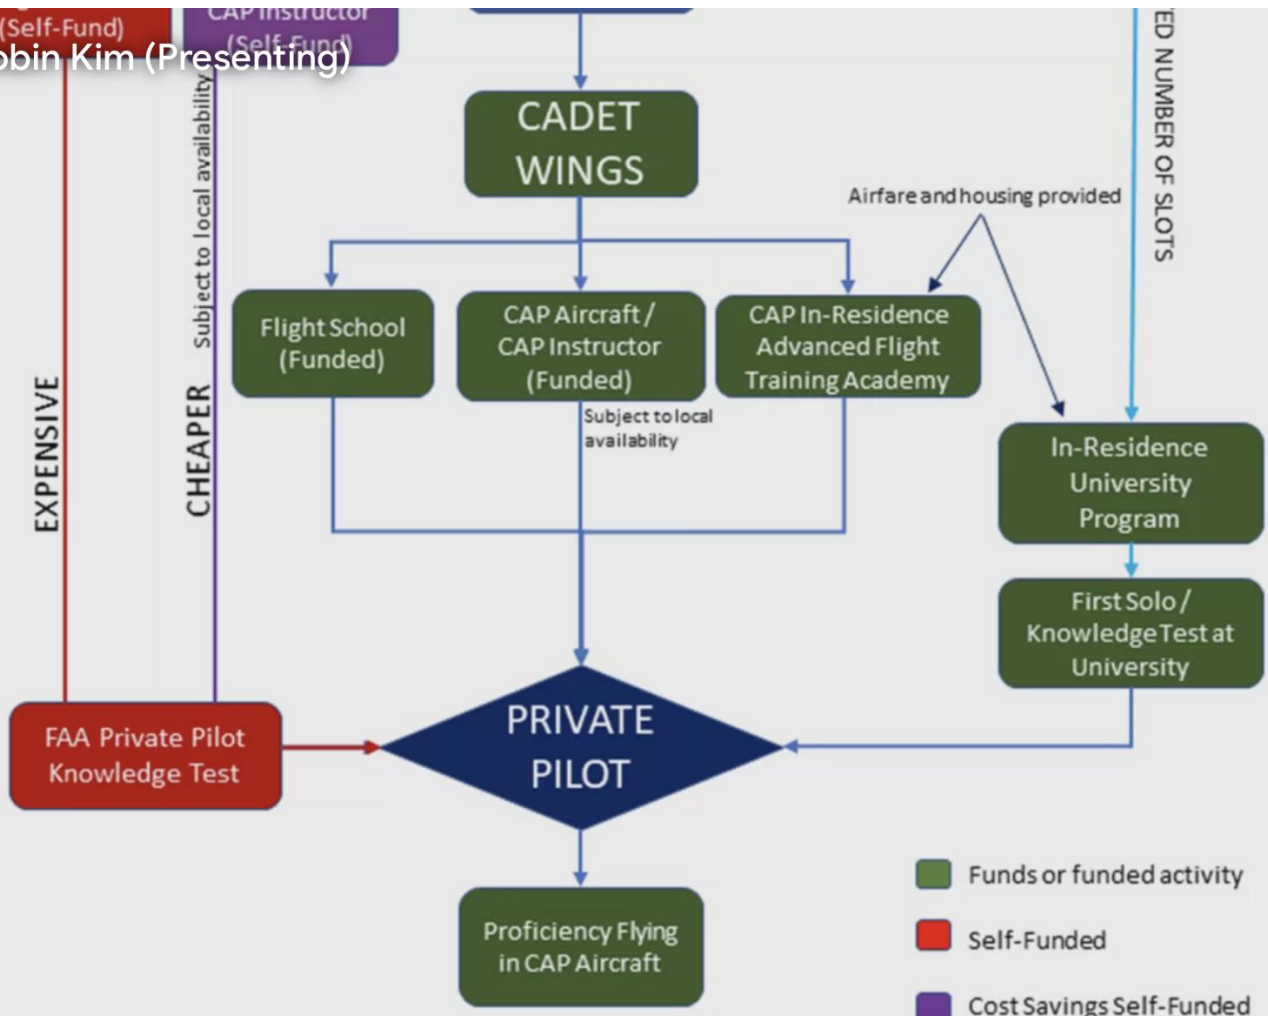 (Self-Fund)
CAP Instructor
(Self-Fund)
obin Kim (Presenting)
Subject to local availability
EXPENSIVE
CHEAPER
CADET
WINGS
Airfare and housing provided
ED NUMBER OF SLOTS
Flight School
(Funded)
CAP Aircraft /
CAP Instructor
(Funded)
Subject to local
availability
CAP In-Residence
Advanced Flight
Training Academy
In-Residence
University
Program
First Solo /
Knowledge Test at
University
FAA Private Pilot
Knowledge Test
PRIVATE
PILOT
Proficiency Flying
in CAP Aircraft
Funds or funded activity
Self-Funded
Cost Savings Self-Funded